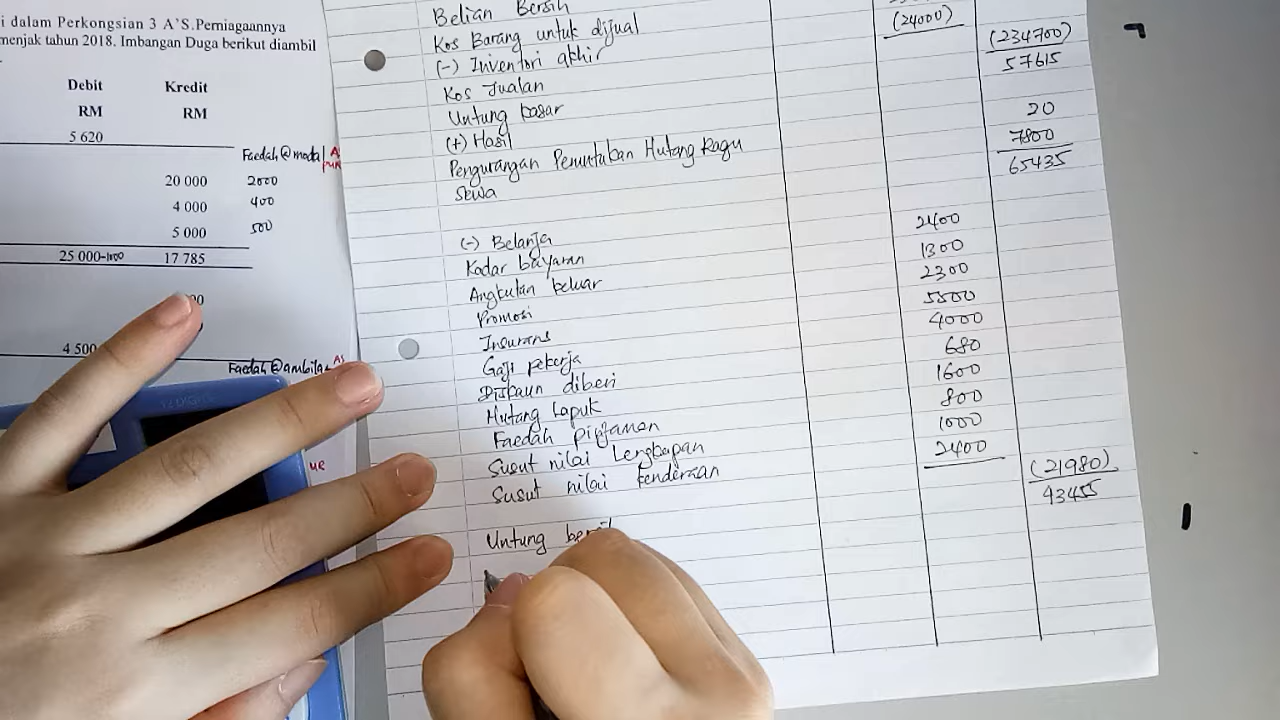 i dalam Perkongsian 3 A'S.Perniagaannya
menjak tahun 2018. Imbangan Duga berikut diambil
Debit Kredit
RM RM
5 620
Faedah@modal
20 000 2000
4 000 400
5 000 500
25 000-1000 17 785
4 500
Faedah@ambilan
ue
Belian Bersih
(24000)
Kos Barang untuk dijual
(-) Inventori akhir (234700)
Kos Jualan 57615
Untung kasar
(+) Hasil 20
Pengurangan Peruntukan Hutang Ragu 7800
Sewa 65435
(-) Belanja 2400
Kadar bayaran 1300
Angkutan keluar 2300
Promosi 5500
Insurans 4000
Gaji pekerja 680
Diskaun diberi 1600
Hutang Lapuk 800
Faedah pinjaman 1000
Susut nilai Lengkapan 2400
Susut nilai kenderaan (21980)
43455
Untung